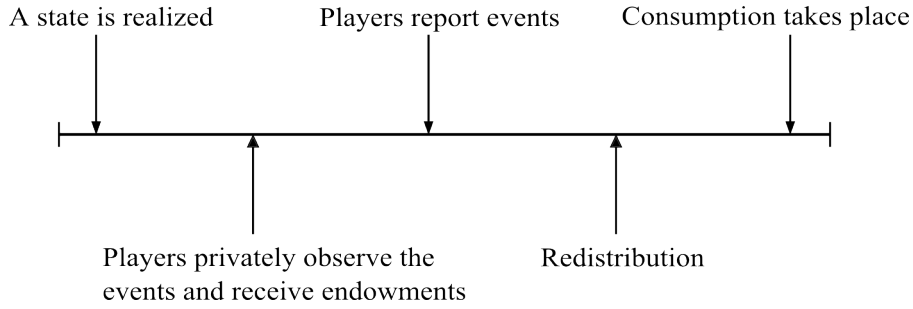 A state is realized
Players report events
Consumption takes place
Players privately observe the
events and receive endowments
Redistribution